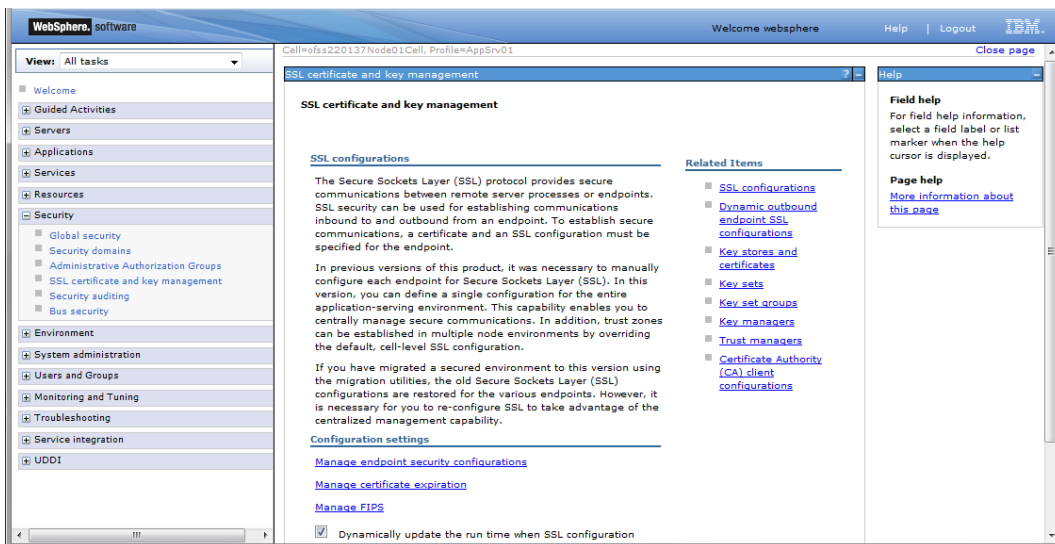 WebSphere. software
Welcome websphere
Help | Logout
IBM.
View: All tasks
Welcome
Guided Activities
Servers
Applications
Services
Resources
Security
Global security
Security domains
Administrative Authorization Groups
SSL certificate and key management
Security auditing
Bus security
Environment
System administration
Users and Groups
Monitoring and Tuning
Troubleshooting
Service integration
UDDI
Cell=ofss220137Node01Cell, Profile=AppSrv01
Close page
SSL certificate and key management
? -
SSL certificate and key management
SSL configurations
The Secure Sockets Layer (SSL) protocol provides secure
communications between remote server processes or endpoints.
SSL security can be used for establishing communications
inbound to and outbound from an endpoint. To establish secure
communications, a certificate and an SSL configuration must be
specified for the endpoint.
In previous versions of this product, it was necessary to manually
configure each endpoint for Secure Sockets Layer (SSL). In this
version, you can define a single configuration for the entire
application-serving environment. This capability enables you to
centrally manage secure communications. In addition, trust zones
can be established in multiple node environments by overriding
the default, cell-level SSL configuration.
If you have migrated a secured environment to this version using
the migration utilities, the old Secure Sockets Layer (SSL)
configurations are restored for the various endpoints. However, it
is necessary for you to re-configure SSL to take advantage of the
centralized management capability.
Configuration settings
Manage endpoint security configurations
Manage certificate expiration
Manage FIPS
Dynamically update the run time when SSL configuration
Related Items
SSL configurations
Dynamic outbound
endpoint SSL
configurations
Key stores and
certificates
Key sets
Key set groups
Key managers
Trust managers
Certificate Authority
(CA) client
configurations
Help
-
Field help
For field help information,
select a field label or list
marker when the help
cursor is displayed.
Page help
More information about
this page